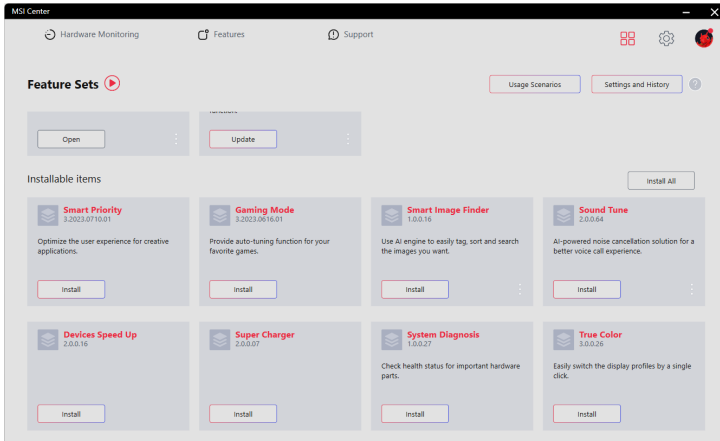 MSI Center
Hardware Monitoring
Features
Support
Feature Sets
Usage Scenarios
Settings and History
?
function.
Open
Update
Installable items
Install All
Smart Priority
3.2023.0710.01
Optimize the user experience for creative
applications.
Install
Gaming Mode
3.2023.0616.01
Provide auto-tuning function for your
favorite games.
Install
Smart Image Finder
1.0.0.16
Use AI engine to easily tag, sort and search
the images you want.
Install
Sound Tune
2.0.0.64
AI-powered noise cancellation solution for a
better voice call experience.
Install
Devices Speed Up
2.0.0.16
Install
Super Charger
2.0.0.07
Install
System Diagnosis
1.0.0.27
Check health status for important hardware
parts.
Install
True Color
3.0.0.26
Easily switch the display profiles by a single
click.
Install